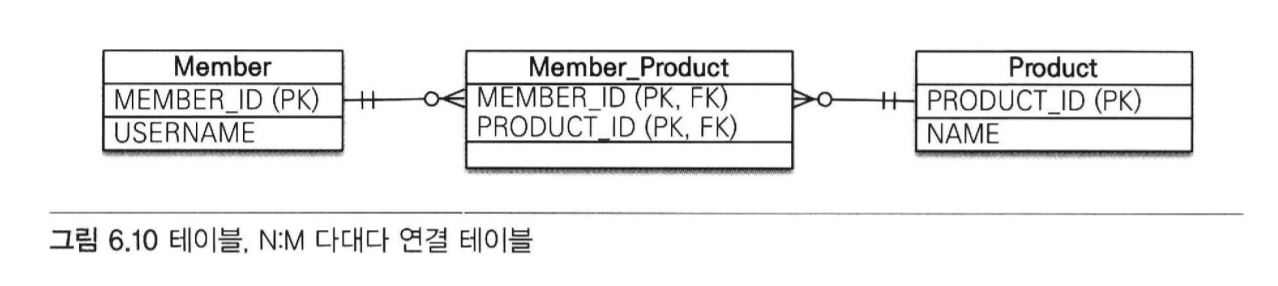 Member
MEMBER_ID (PK)
USERNAME
Member_Product
MEMBER_ID (PK, FK)
PRODUCT_ID (PK, FK)
Product
PRODUCT_ID (PK)
NAME
그림 6.10 테이블, N:M 다대다 연결 테이블